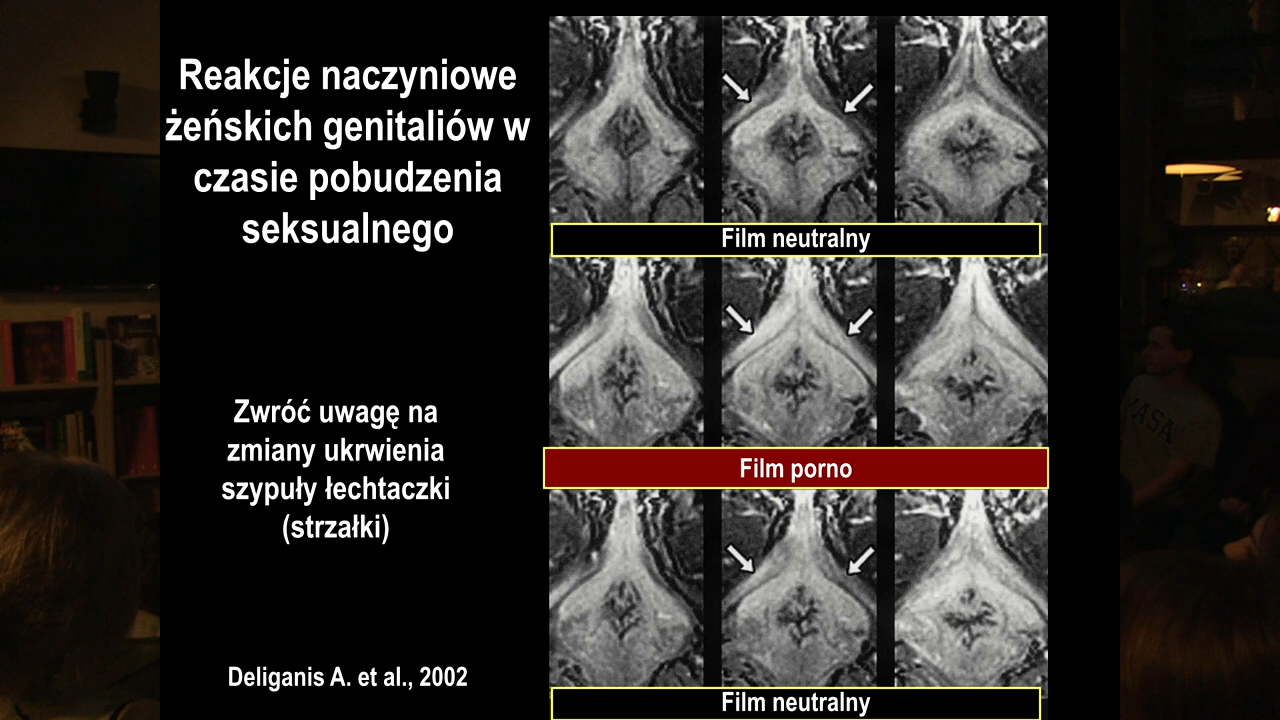 Reakcje naczyniowe
żeńskich genitaliów w
czasie pobudzenia
seksualnego
Zwróć uwagę na
zmiany ukrwienia
szypuły łechtaczki
(strzałki)
Deliganis A. et al., 2002
Film neutralny
Film porno
Film neutralny
NASA